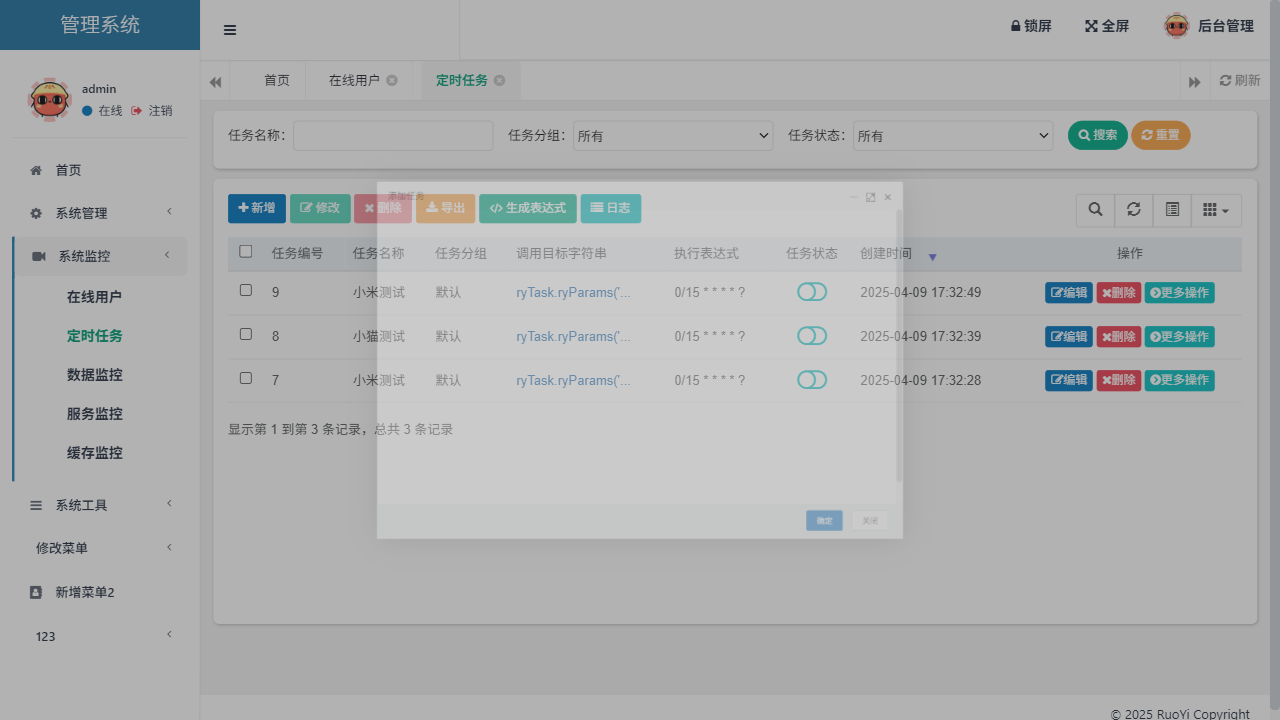 管理系统
锁屏
全屏
后台管理
admin
在线
注销
首页
在线用户
定时任务
刷新
任务名称：
任务分组：
所有
任务状态：
所有
搜索
重置
首页
系统管理
系统监控
在线用户
定时任务
数据监控
服务监控
缓存监控
系统工具
修改菜单
新增菜单2
123
新增
修改
删除
导出
生成表达式
日志
添加任务
任务编号 任务名称 任务分组 调用目标字符串 执行表达式 任务状态 创建时间 操作
9 小米测试 默认 ryTask.ryParams('... 0/15 * * * * ? 2025-04-09 17:32:49 编辑 删除 更多操作
8 小猫测试 默认 ryTask.ryParams('... 0/15 * * * * ? 2025-04-09 17:32:39 编辑 删除 更多操作
7 小米测试 默认 ryTask.ryParams('... 0/15 * * * * ? 2025-04-09 17:32:28 编辑 删除 更多操作
显示第 1 到第 3 条记录，总共 3 条记录
确定
关闭
© 2025 RuoYi Copyright